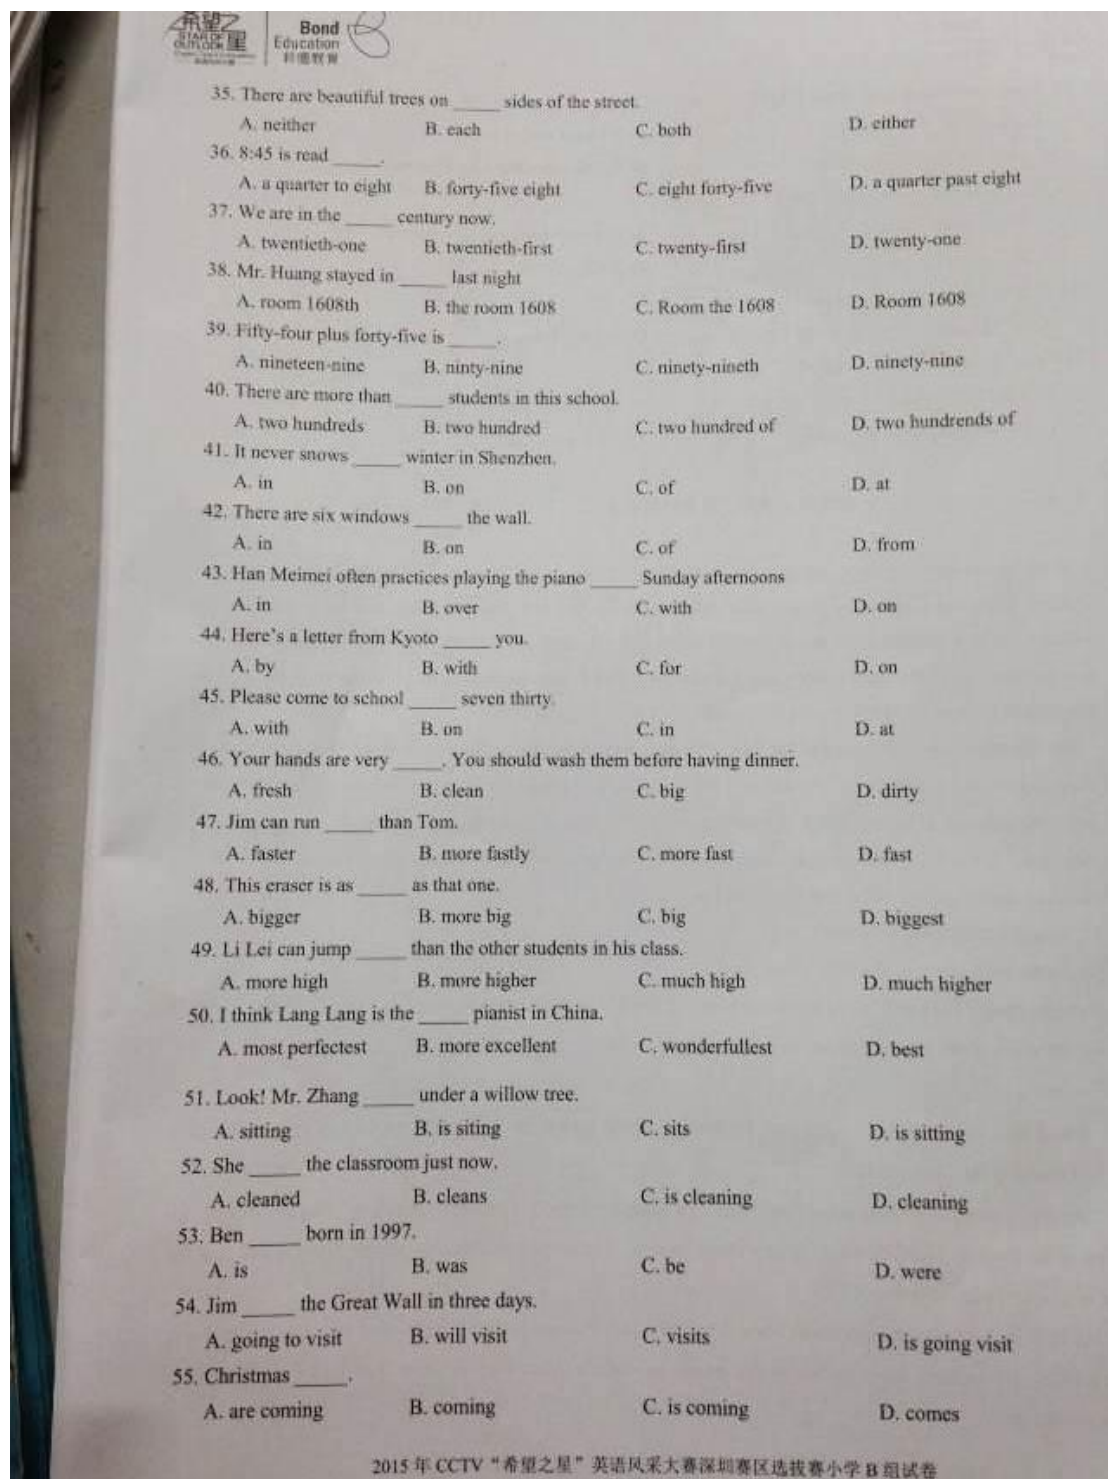 希望之星
STAR OF OUTLOOK
Bond
Education
邦德教育
35. There are beautiful trees on _____ sides of the street.
A. neither B. each C. both D. either
36. 8:45 is read _____.
A. a quarter to eight B. forty-five eight C. eight forty-five D. a quarter past eight
37. We are in the _____ century now.
A. twentieth-one B. twentieth-first C. twenty-first D. twenty-one
38. Mr. Huang stayed in _____ last night
A. room 1608th B. the room 1608 C. Room the 1608 D. Room 1608
39. Fifty-four plus forty-five is _____.
A. nineteen-nine B. ninty-nine C. ninety-nineth D. ninety-nine
40. There are more than _____ students in this school.
A. two hundreds B. two hundred C. two hundred of D. two hundrends of
41. It never snows _____ winter in Shenzhen.
A. in B. on C. of D. at
42. There are six windows _____ the wall.
A. in B. on C. of D. from
43. Han Meimei often practices playing the piano _____ Sunday afternoons
A. in B. over C. with D. on
44. Here's a letter from Kyoto _____ you.
A. by B. with C. for D. on
45. Please come to school _____ seven thirty.
A. with B. on C. in D. at
46. Your hands are very _____. You should wash them before having dinner.
A. fresh B. clean C. big D. dirty
47. Jim can run _____ than Tom.
A. faster B. more fastly C. more fast D. fast
48. This eraser is as _____ as that one.
A. bigger B. more big C. big D. biggest
49. Li Lei can jump _____ than the other students in his class.
A. more high B. more higher C. much high D. much higher
50. I think Lang Lang is the _____ pianist in China.
A. most perfectest B. more excellent C. wonderfullest D. best
51. Look! Mr. Zhang _____ under a willow tree.
A. sitting B. is siting C. sits D. is sitting
52. She _____ the classroom just now.
A. cleaned B. cleans C. is cleaning D. cleaning
53. Ben _____ born in 1997.
A. is B. was C. be D. were
54. Jim _____ the Great Wall in three days.
A. going to visit B. will visit C. visits D. is going visit
55. Christmas _____.
A. are coming B. coming C. is coming D. comes
2015 年 CCTV “希望之星” 英语风采大赛深圳赛区选拔赛小学 B 组试卷